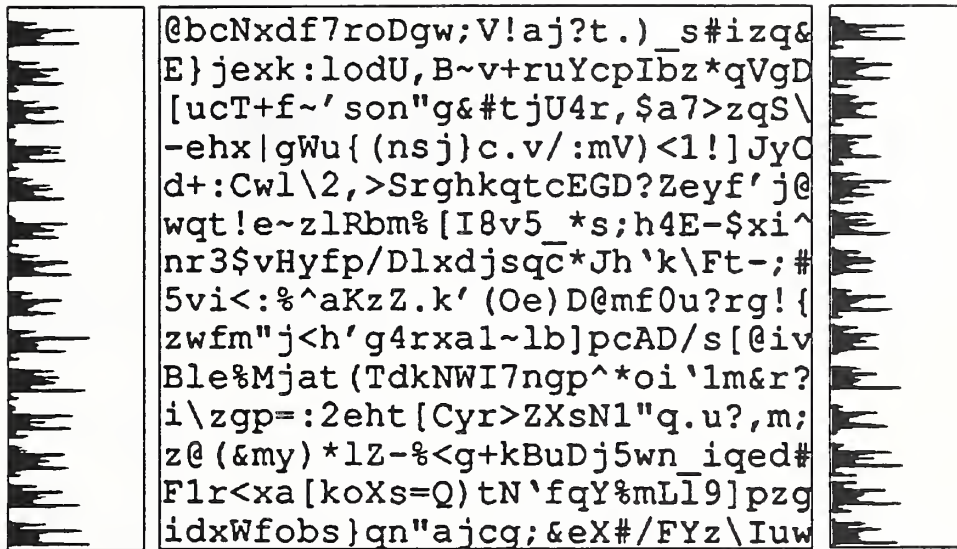 @bcNxdf7roDgw;V!aj?t.)_s#izq&
E}jexk:lodU,B~v+ruYcpIbz*qVgD
[ucT+f~'son"g&#tjU4r,$a7>zqS\
-ehx|gWu{(nsj}c.v/:mV)<1!]JyC
d+:Cwl\2,>SrghkqtcEGD?Zeyf'j@
wqt!e~zlRbm%[I8v5_*s;h4E-$xi^
nr3$vHyfp/Dlxdjsqc*Jh`k\Ft-;#
5vi<:%^aKzZ.k'(Oe)D@mf0u?rg!{
zwfm"j<h'g4rxal~lb]pcAD/s[@iv
Ble%Mjat(TdkNWI7ngp^*oi`1m&r?
i\zgp=:2eht[Cyr>ZXsN1"q.u?,m;
z@(&my)*lZ-%<g+kBuDj5wn_iqed#
F1r<xa[koXs=Q)tN`fqY%mLl9]pzg
idxWfobs}qn"ajcg;&eX#/FYz\Iuw